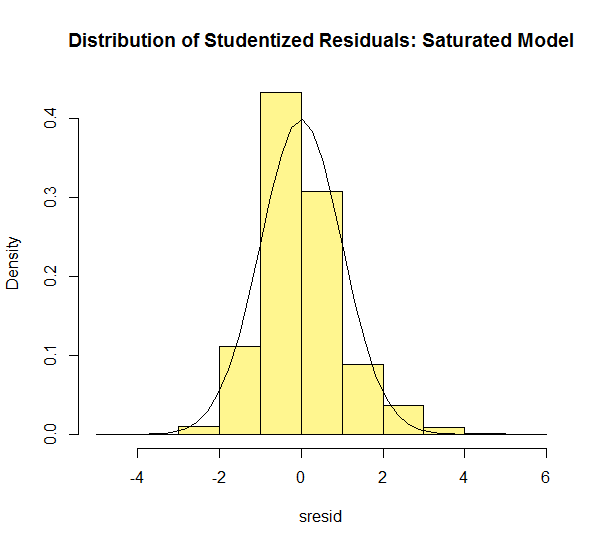 Distribution of Studentized Residuals: Saturated Model
Density
0.4
0.3
0.2
0.1
0.0
-4 -2 0 2 4 6
sresid